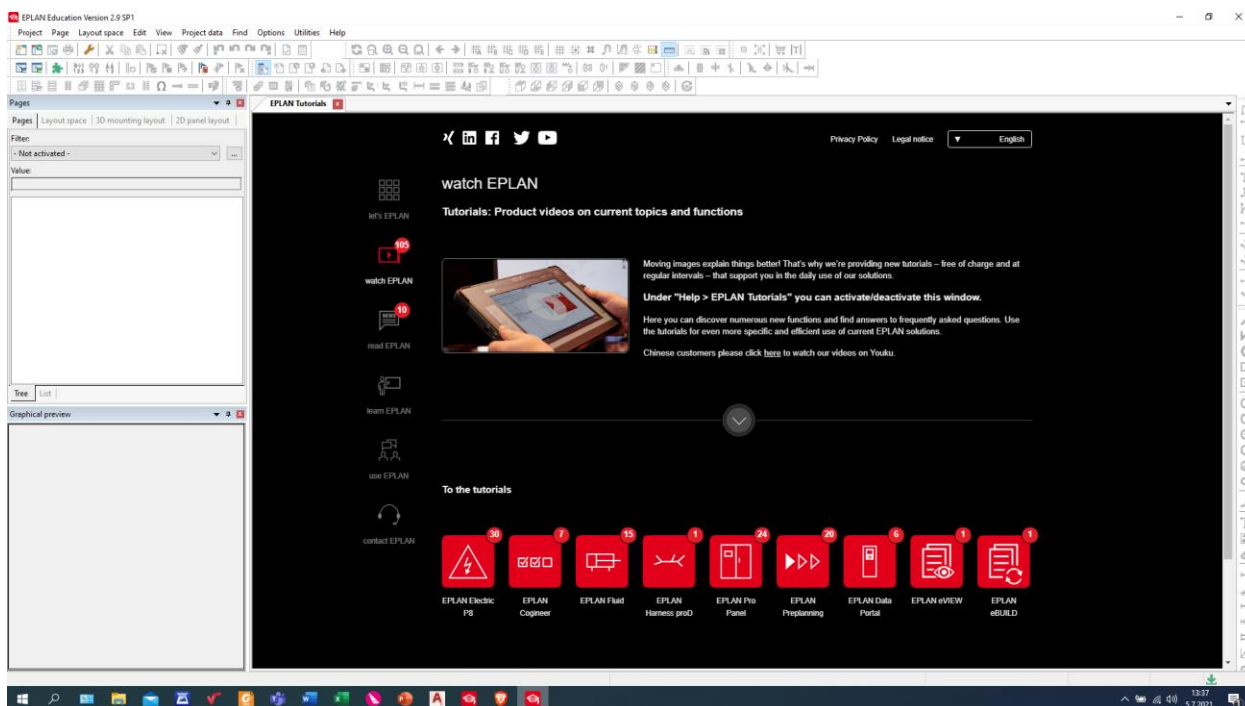 EPLAN Education Version 2.9 SP1
Project Page Layout space Edit View Project data Find Options Utilities Help
Pages
EPLAN Tutorials
Pages Layout space 3D mounting layout 2D panel layout
Filter:
- Not activated -
...
Value:
Tree List
Graphical preview
Privacy Policy Legal notice English
let's EPLAN
105
watch EPLAN
NEWS
10
read EPLAN
learn EPLAN
use EPLAN
contact EPLAN
watch EPLAN
Tutorials: Product videos on current topics and functions
Moving images explain things better! That's why we're providing new tutorials – free of charge and at
regular intervals – that support you in the daily use of our solutions.
Under "Help > EPLAN Tutorials" you can activate/deactivate this window.
Here you can discover numerous new functions and find answers to frequently asked questions. Use
the tutorials for even more specific and efficient use of current EPLAN solutions.
Chinese customers please click here to watch our videos on Youku.
To the tutorials
30 7 15 1 24 20 6 1 1
EPLAN Electric EPLAN EPLAN Fluid EPLAN EPLAN Pro EPLAN EPLAN Data EPLAN eVIEW EPLAN
P8 Cogineer Harness proD Panel Preplanning Portal eBUILD
13:37
5.7.2021